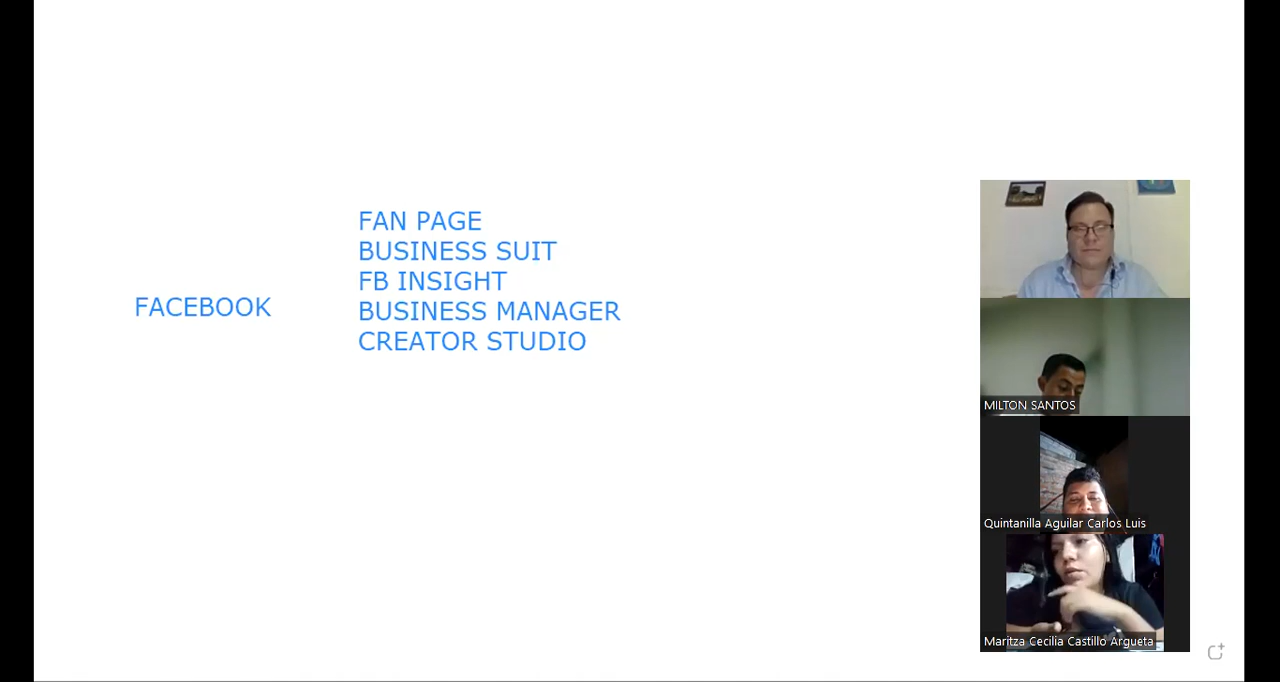 FAN PAGE
BUSINESS SUIT
FB INSIGHT
FACEBOOK
BUSINESS MANAGER
CREATOR STUDIO
MILTON SANTOS
Quintanilla Aguilar Carlos Luis
Maritza Cecilia Castillo Argueta